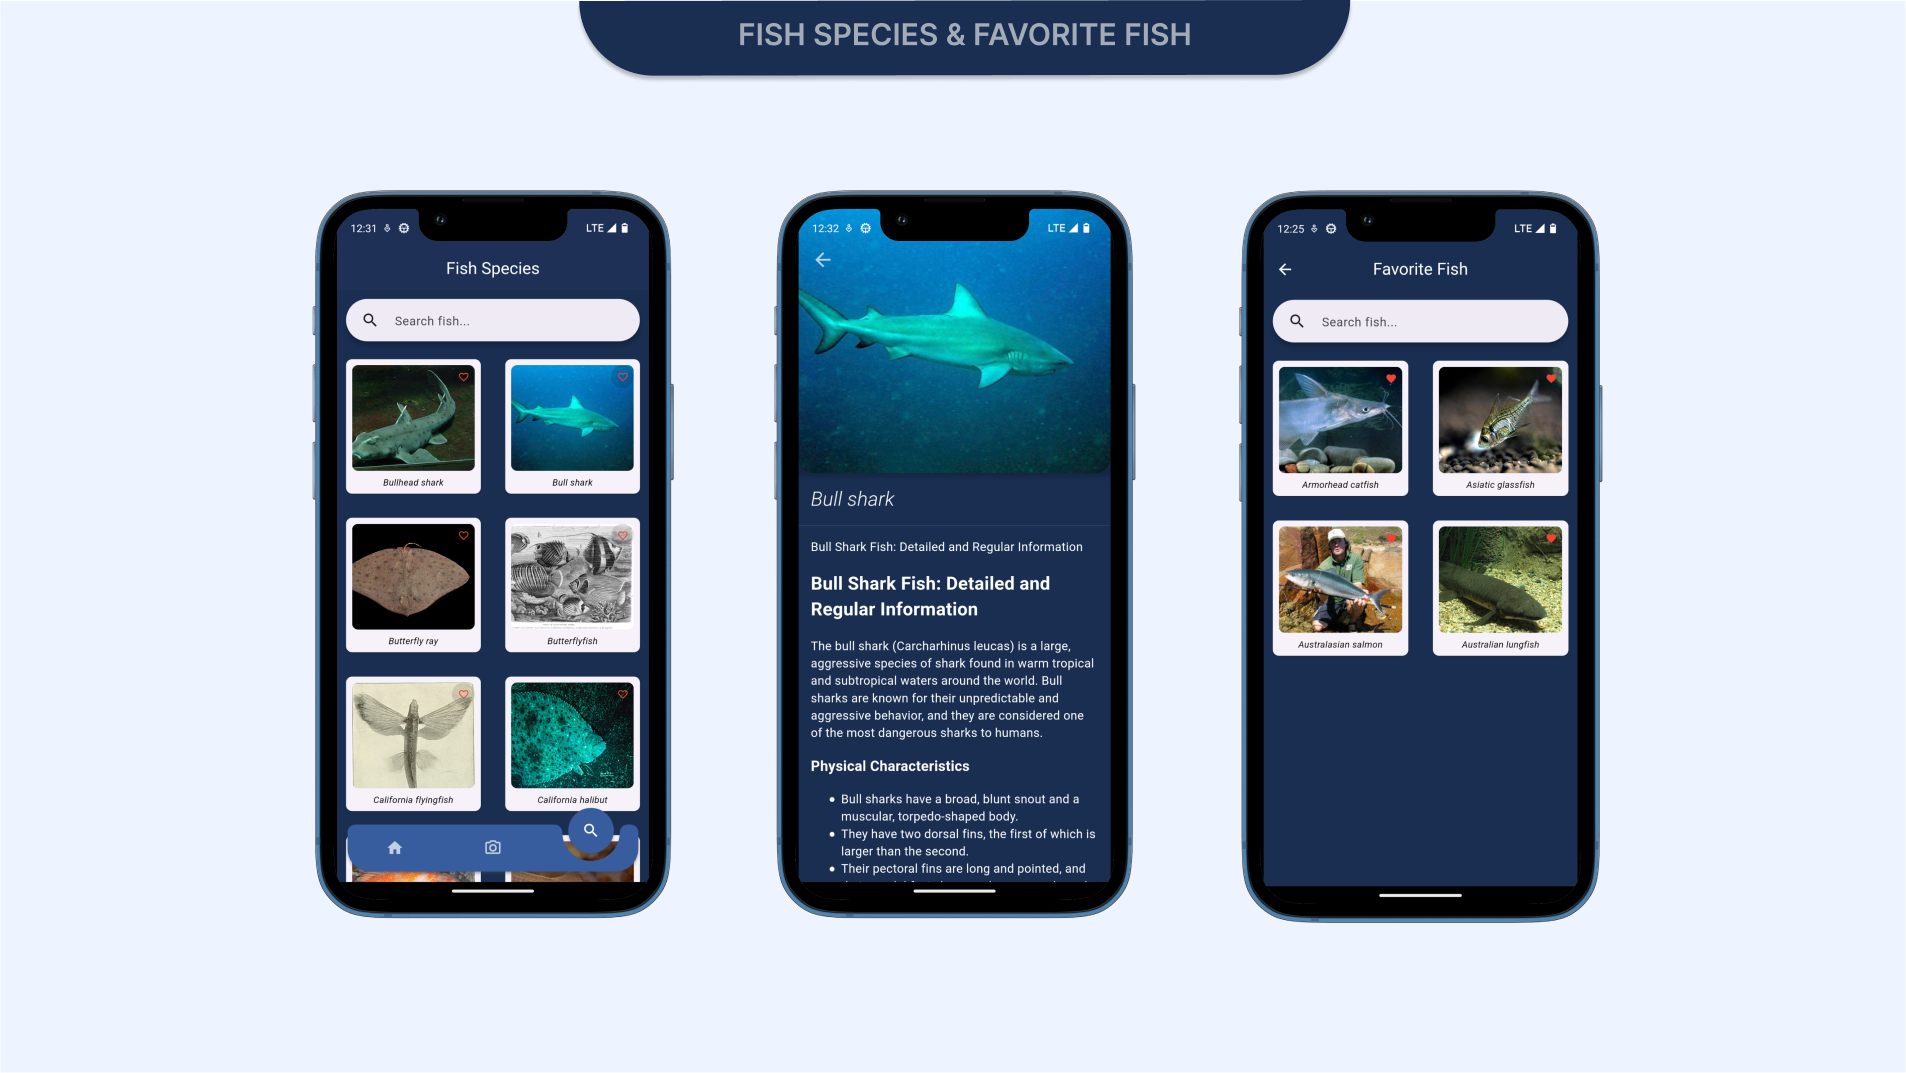 FISH SPECIES & FAVORITE FISH
12:31
LTE
Fish Species
Search fish...
Bullhead shark
Bull shark
Butterfly ray
Butterflyfish
California flyingfish
California halibut
12:32
LTE
Bull shark
Bull Shark Fish: Detailed and Regular Information
Bull Shark Fish: Detailed and
Regular Information
The bull shark (Carcharhinus leucas) is a large,
aggressive species of shark found in warm tropical
and subtropical waters around the world. Bull
sharks are known for their unpredictable and
aggressive behavior, and they are considered one
of the most dangerous sharks to humans.
Physical Characteristics
• Bull sharks have a broad, blunt snout and a
muscular, torpedo-shaped body.
• They have two dorsal fins, the first of which is
larger than the second.
• Their pectoral fins are long and pointed, and
12:25
LTE
Favorite Fish
Search fish...
Armorhead catfish
Asiatic glassfish
Australasian salmon
Australian lungfish